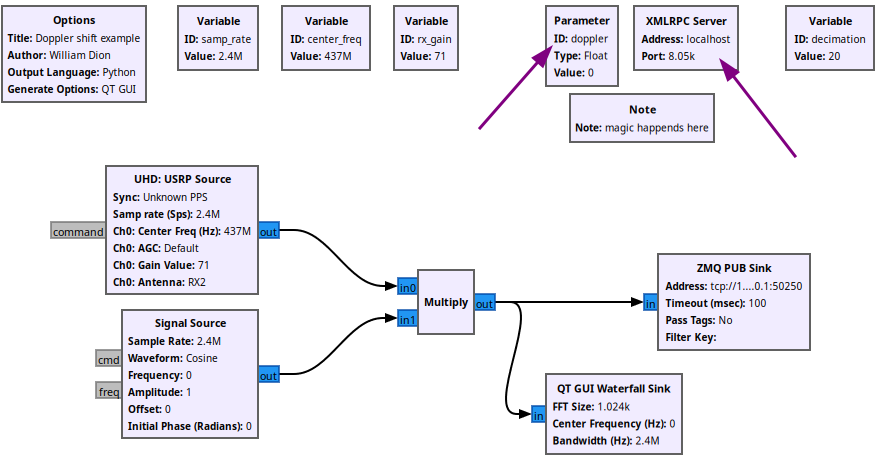 Options
Title: Doppler shift example
Author: William Dion
Output Language: Python
Generate Options: QT GUI
Variable
ID: samp_rate
Value: 2.4M
Variable
ID: center_freq
Value: 437M
Variable
ID: rx_gain
Value: 71
Parameter
ID: doppler
Type: Float
Value: 0
XMLRPC Server
Address: localhost
Port: 8.05k
Variable
ID: decimation
Value: 20
Note
Note: magic happends here
UHD: USRP Source
Sync: Unknown PPS
Samp rate (Sps): 2.4M
Ch0: Center Freq (Hz): 437M
Ch0: AGC: Default
Ch0: Gain Value: 71
Ch0: Antenna: RX2
command
out
Signal Source
Sample Rate: 2.4M
Waveform: Cosine
Frequency: 0
Amplitude: 1
Offset: 0
Initial Phase (Radians): 0
cmd
freq
out
in0
in1
Multiply
out
in
ZMQ PUB Sink
Address: tcp://1....0.1:50250
Timeout (msec): 100
Pass Tags: No
Filter Key:
in
QT GUI Waterfall Sink
FFT Size: 1.024k
Center Frequency (Hz): 0
Bandwidth (Hz): 2.4M